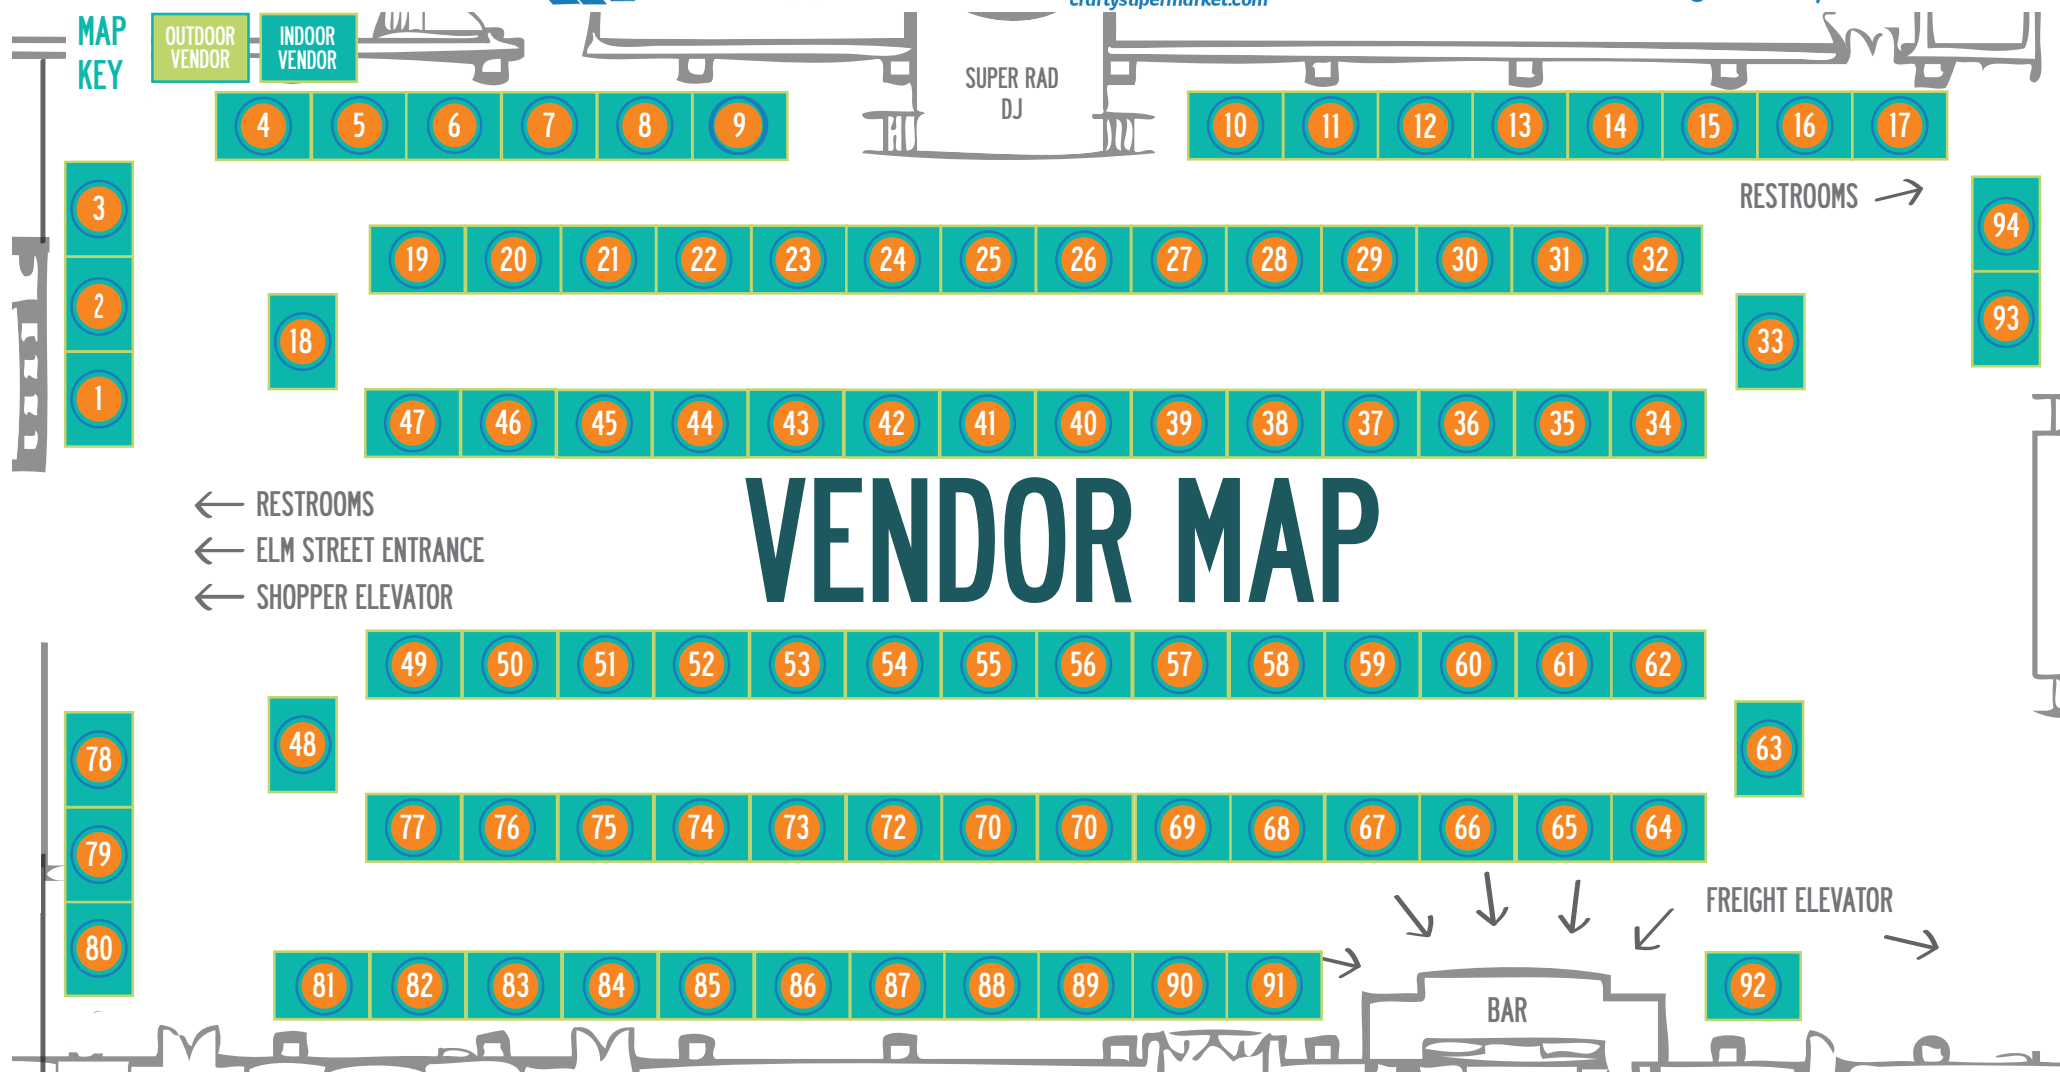 craftysupermarket.com
MAP
KEY
OUTDOOR
VENDOR
INDOOR
VENDOR
SUPER RAD
DJ
4 5 6 7 8 9 10 11 12 13 14 15 16 17
RESTROOMS
3
2
1
94
93
19 20 21 22 23 24 25 26 27 28 29 30 31 32
18
33
47 46 45 44 43 42 41 40 39 38 37 36 35 34
RESTROOMS
ELM STREET ENTRANCE
SHOPPER ELEVATOR
VENDOR MAP
49 50 51 52 53 54 55 56 57 58 59 60 61 62
48
63
78
79
80
77 76 75 74 73 72 70 70 69 68 67 66 65 64
FREIGHT ELEVATOR
81 82 83 84 85 86 87 88 89 90 91
92
BAR